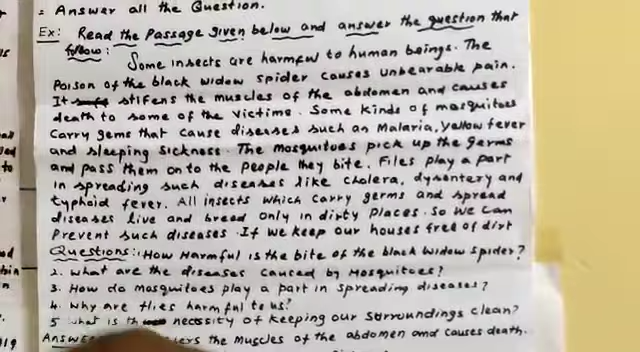 : Answer all the Question.
Ex: Read the Passage given below and answer the question that
follow:
Some insects are harmful to human beings. The
Poison of the black widow spider causes unbearable pain.
It stifens the muscles of the abdomen and causes
death to some of the victims. Some kinds of mosquitoes
Carry gems that cause diseases such an Malaria, Yellow fever
and sleeping sickness. The mosquitoes pick up the germs
and pass them on to the people they bite. Files play a part
in spreading such diseases like cholera, dysentery and
typhoid fever. All insects which carry germs and spread
diseases live and breed only in dirty places. So we can
Prevent such diseases If we keep our houses free of dirt
Questions: 1. How Harmful is the bite of the black widow spider?
2. what are the diseases caused by Mosquitoes?
3. How do mosquitoes play a part in spreading diseases?
4. Why are flies harmful to us?
5 what is necssity of keeping our surroundings clean?
the Muscles of the abdomen and causes death.